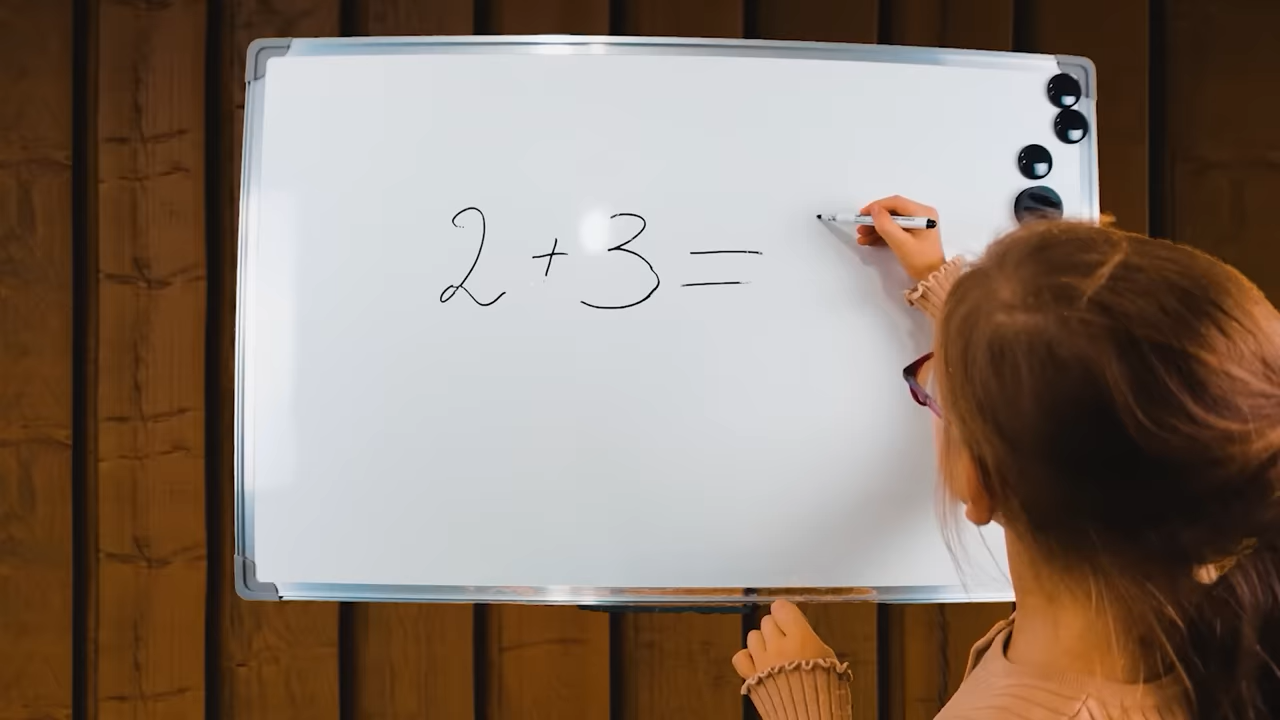 2 + 3 =